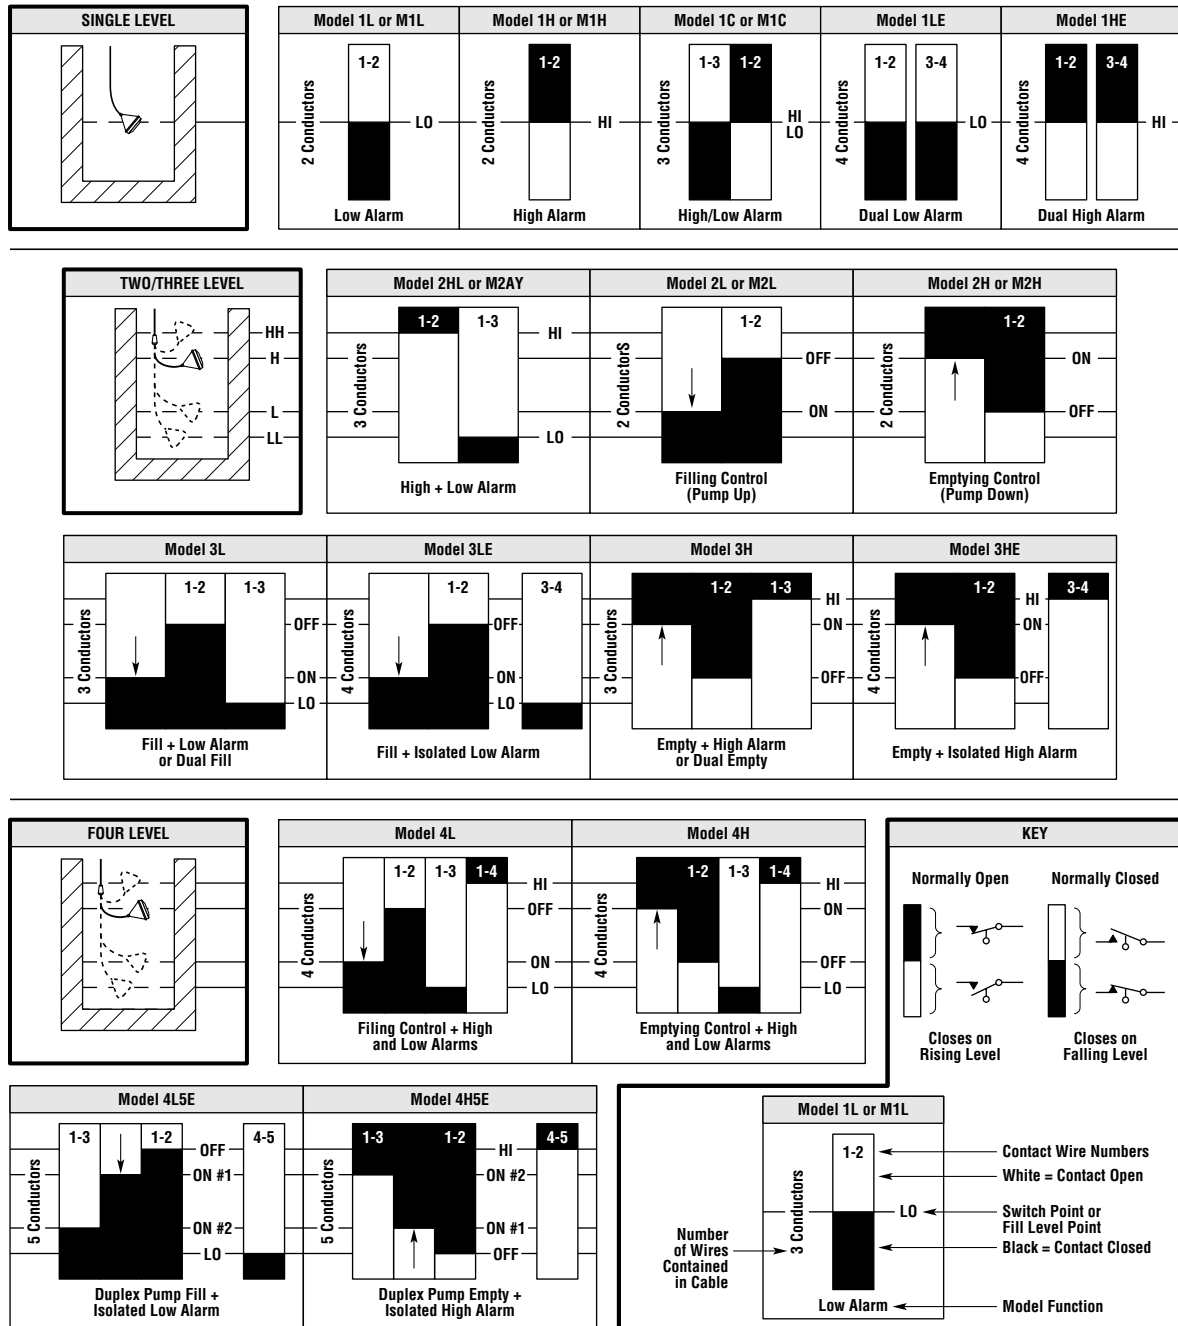 SINGLE LEVEL
Model 1L or M1L
1-2
2 Conductors
LO
Low Alarm
Model 1H or M1H
1-2
2 Conductors
HI
High Alarm
Model 1C or M1C
1-3
1-2
3 Conductors
HI
LO
High/Low Alarm
Model 1LE
1-2
3-4
4 Conductors
LO
Dual Low Alarm
Model 1HE
1-2
3-4
4 Conductors
HI
Dual High Alarm
TWO/THREE LEVEL
HH
H
L
LL
Model 2HL or M2AY
1-2
1-3
3 Conductors
HI
LO
High + Low Alarm
Model 2L or M2L
1-2
2 ConductorS
OFF
ON
Filling Control
(Pump Up)
Model 2H or M2H
1-2
2 Conductors
ON
OFF
Emptying Control
(Pump Down)
Model 3L
1-2
1-3
3 Conductors
OFF
ON
LO
Fill + Low Alarm
or Dual Fill
Model 3LE
1-2
3-4
4 Conductors
OFF
ON
LO
Fill + Isolated Low Alarm
Model 3H
1-2
1-3
3 Conductors
HI
ON
OFF
Empty + High Alarm
or Dual Empty
Model 3HE
1-2
3-4
4 Conductors
HI
ON
OFF
Empty + Isolated High Alarm
FOUR LEVEL
Model 4L
1-2
1-3
1-4
4 Conductors
HI
OFF
ON
LO
Filing Control + High
and Low Alarms
Model 4H
1-2
1-3
1-4
4 Conductors
HI
ON
OFF
LO
Emptying Control + High
and Low Alarms
KEY
Normally Open
Normally Closed
Closes on
Rising Level
Closes on
Falling Level
Model 4L5E
1-3
1-2
4-5
5 Conductors
OFF
ON #1
ON #2
LO
Duplex Pump Fill +
Isolated Low Alarm
Model 4H5E
1-3
1-2
4-5
5 Conductors
HI
ON #2
ON #1
OFF
Duplex Pump Empty +
Isolated High Alarm
Model 1L or M1L
1-2
3 Conductors
LO
Low Alarm
Contact Wire Numbers
White = Contact Open
Switch Point or
Fill Level Point
Black = Contact Closed
Model Function
Number
of Wires
Contained
in Cable